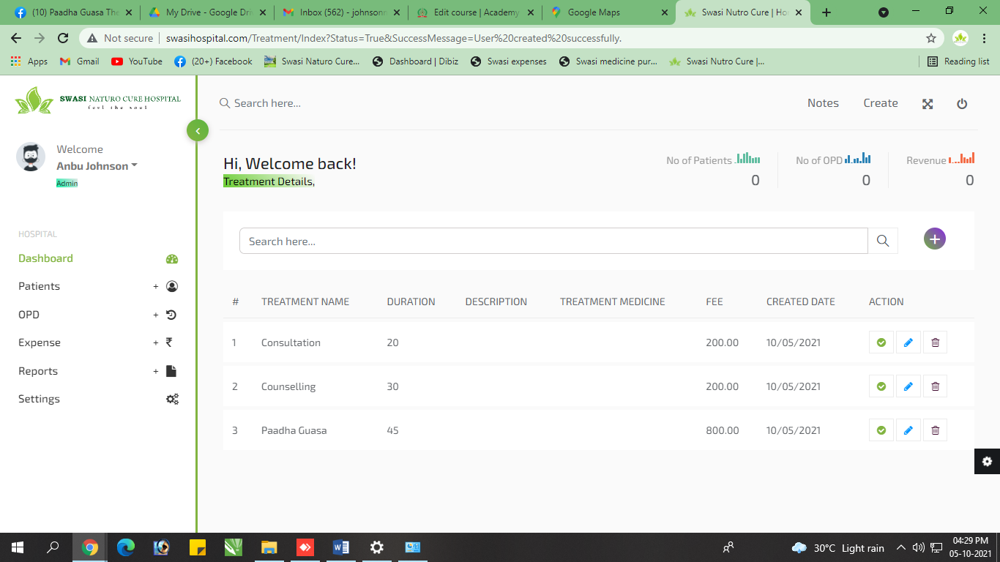 (10) Paadha Guasa The
My Drive - Google Dri
Inbox (562) - johnsonn
Edit course | Academy
Google Maps
Swasi Nutro Cure | Ho
Not secure | swasihospital.com/Treatment/Index?Status=True&SuccessMessage=User%20created%20successfully.
Apps Gmail YouTube (20+) Facebook Swasi Naturo Cure... Dashboard | Dibiz Swasi expenses Swasi medicine pur... Swasi Nutro Cure |... Reading list
SWASI NATURO CURE HOSPITAL
feel the soul
Search here...
Notes Create
Welcome
Anbu Johnson
Admin
Hi, Welcome back!
Treatment Details,
No of Patients
0
No of OPD
0
Revenue
0
HOSPITAL
Dashboard
Patients +
OPD +
Expense + ₹
Reports +
Settings
Search here...
# TREATMENT NAME DURATION DESCRIPTION TREATMENT MEDICINE FEE CREATED DATE ACTION
1 Consultation 20 200.00 10/05/2021
2 Counselling 30 200.00 10/05/2021
3 Paadha Guasa 45 800.00 10/05/2021
30°C Light rain
04:29 PM
05-10-2021